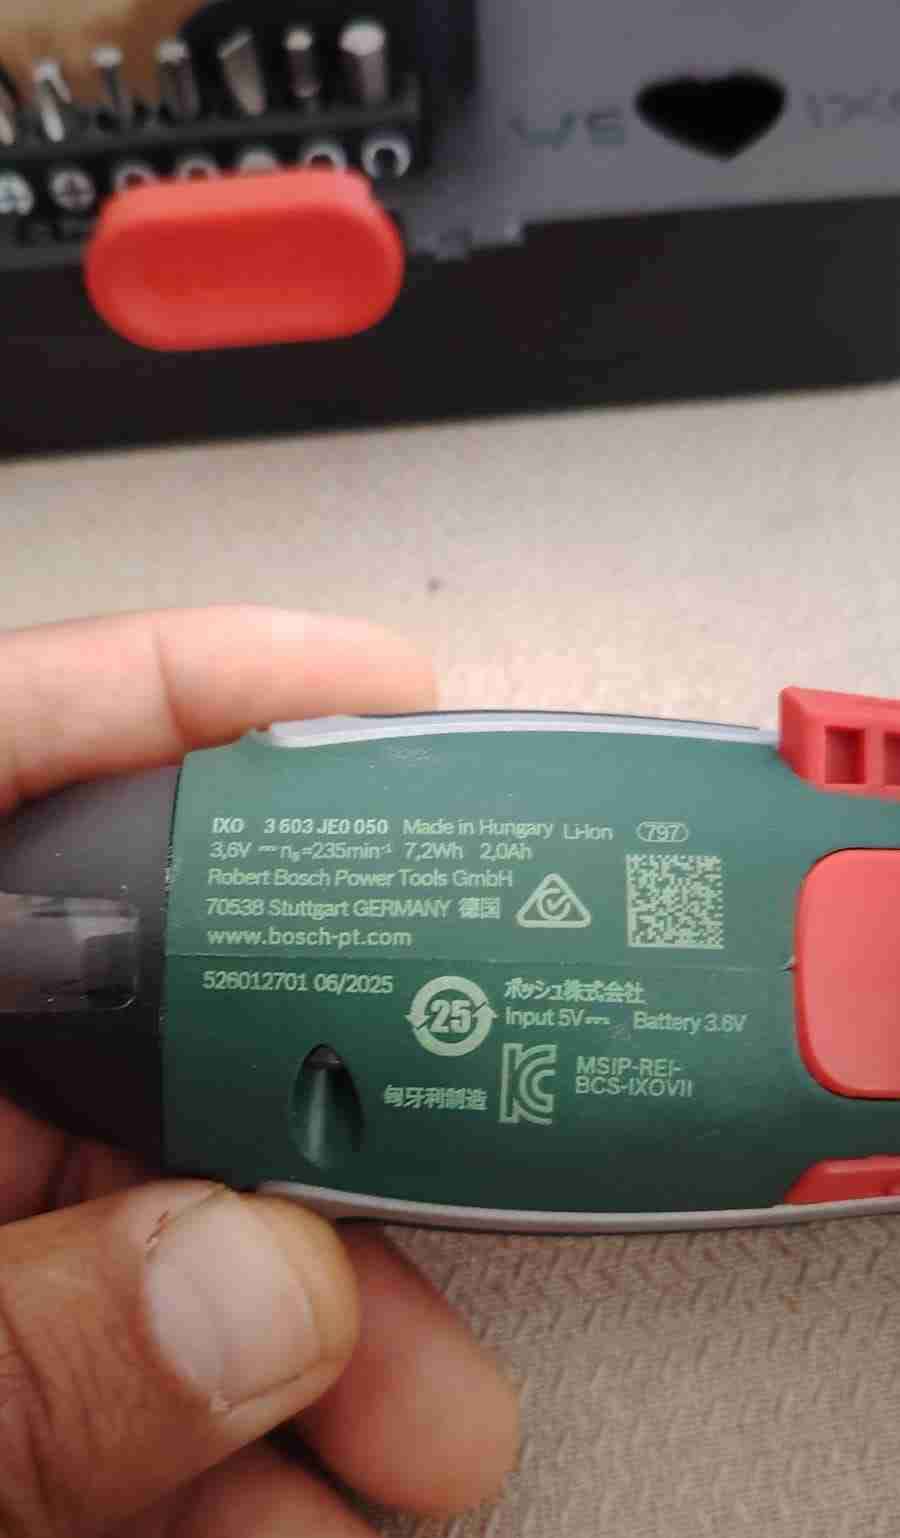 WE IXO
IXO 3 603 JE0 050 Made in Hungary Li-Ion 797
3,6V n₀=235min⁻¹ 7,2Wh 2,0Ah
Robert Bosch Power Tools GmbH
70538 Stuttgart GERMANY 德国
www.bosch-pt.com
526012701 06/2025
25
ボッシュ株式会社
Input 5V Battery 3.6V
匈牙利制造
MSIP-REI-
BCS-IXOVII